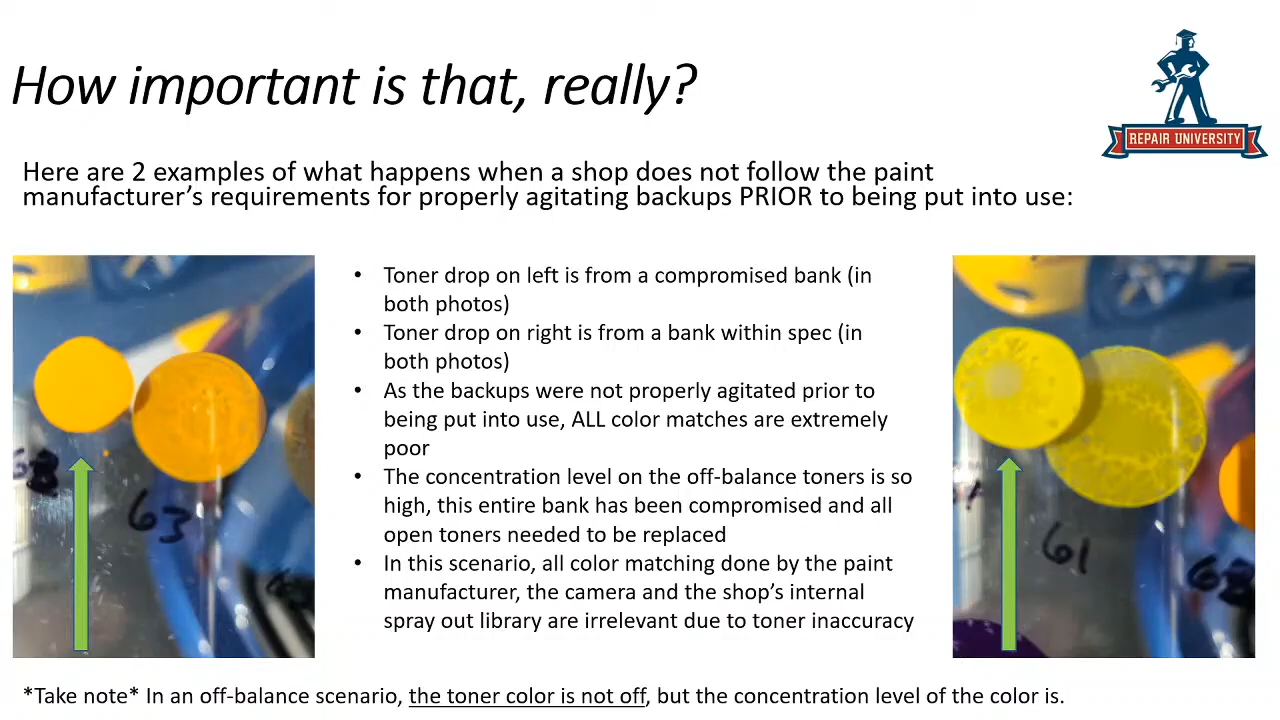 How important is that, really?
REPAIR UNIVERSITY
Here are 2 examples of what happens when a shop does not follow the paint
manufacturer's requirements for properly agitating backups PRIOR to being put into use:
• Toner drop on left is from a compromised bank (in
both photos)
• Toner drop on right is from a bank within spec (in
both photos)
• As the backups were not properly agitated prior to
being put into use, ALL color matches are extremely
poor
• The concentration level on the off-balance toners is so
high, this entire bank has been compromised and all
open toners needed to be replaced
• In this scenario, all color matching done by the paint
manufacturer, the camera and the shop's internal
spray out library are irrelevant due to toner inaccuracy
63
61
*Take note* In an off-balance scenario, the toner color is not off, but the concentration level of the color is.